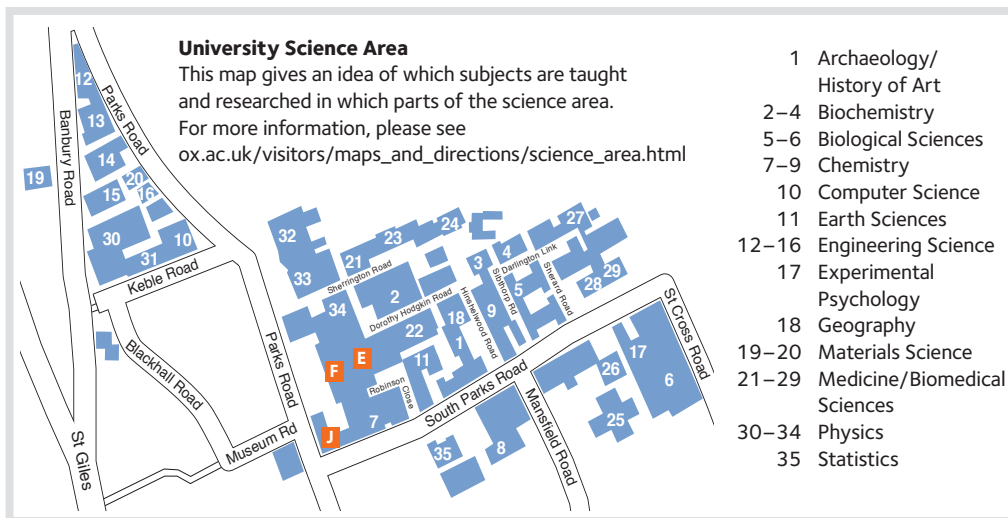 University Science Area
This map gives an idea of which subjects are taught
and researched in which parts of the science area.
For more information, please see
ox.ac.uk/visitors/maps_and_directions/science_area.html
1 Archaeology/
History of Art
2–4 Biochemistry
5–6 Biological Sciences
7–9 Chemistry
10 Computer Science
11 Earth Sciences
12–16 Engineering Science
17 Experimental
Psychology
18 Geography
19–20 Materials Science
21–29 Medicine/Biomedical
Sciences
30–34 Physics
35 Statistics
Banbury Road
Parks Road
12
13
14
19
20
15
16
30
10
31
Keble Road
Blackhall Road
St Giles
Museum Rd
Parks Road
32
33
21
23
24
Sherrington Road
34
2
Dorothy Hodgkin Road
22
18
1
Hinshelwood Road
3
4
Darlington Link
27
9
Sibthorp Rd
5
Sherard Road
29
28
F
E
11
Robinson
Close
J
7
South Parks Road
St Cross Road
Mansfield Road
17
6
26
25
8
35